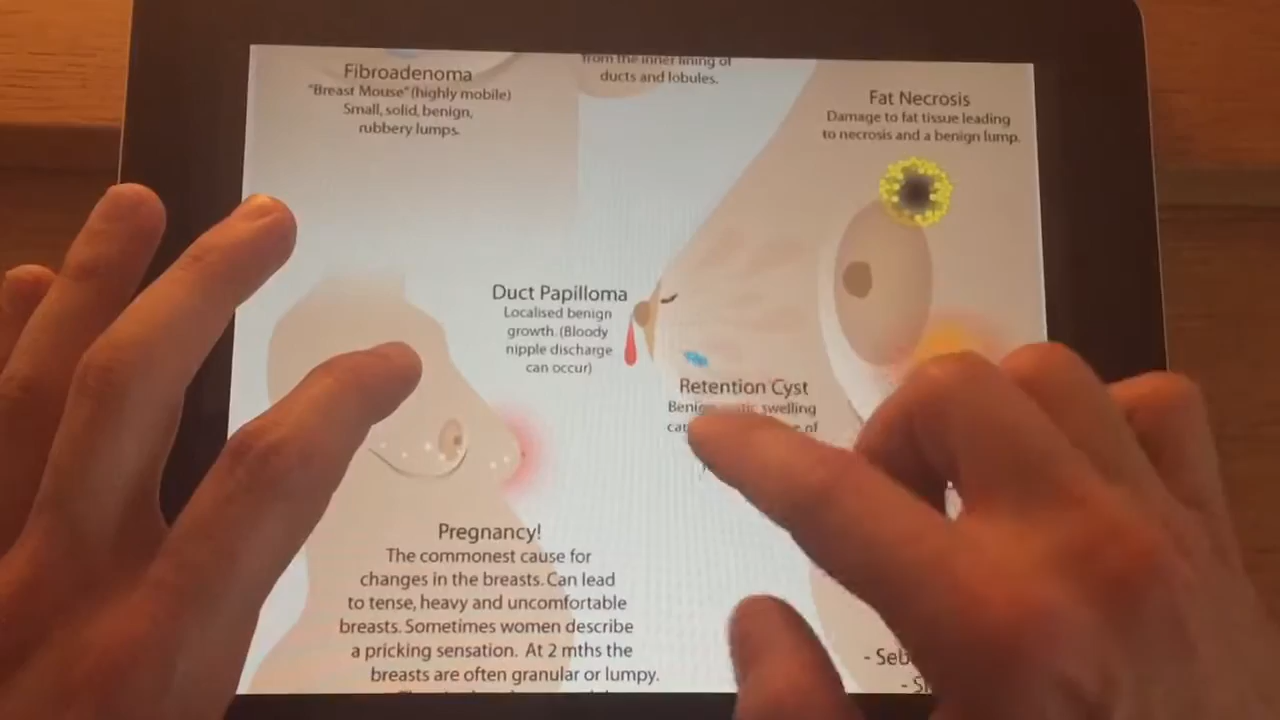 Fibroadenoma
"Breast Mouse" (highly mobile)
Small, solid, benign,
rubbery lumps.
from the inner lining of
ducts and lobules.
Fat Necrosis
Damage to fat tissue leading
to necrosis and a benign lump.
Duct Papilloma
Localised benign
growth. (Bloody
nipple discharge
can occur)
Retention Cyst
swelling
of
Pregnancy!
The commonest cause for
changes in the breasts. Can lead
to tense, heavy and uncomfortable
breasts. Sometimes women describe
a pricking sensation. At 2 mths the
breasts are often granular or lumpy.